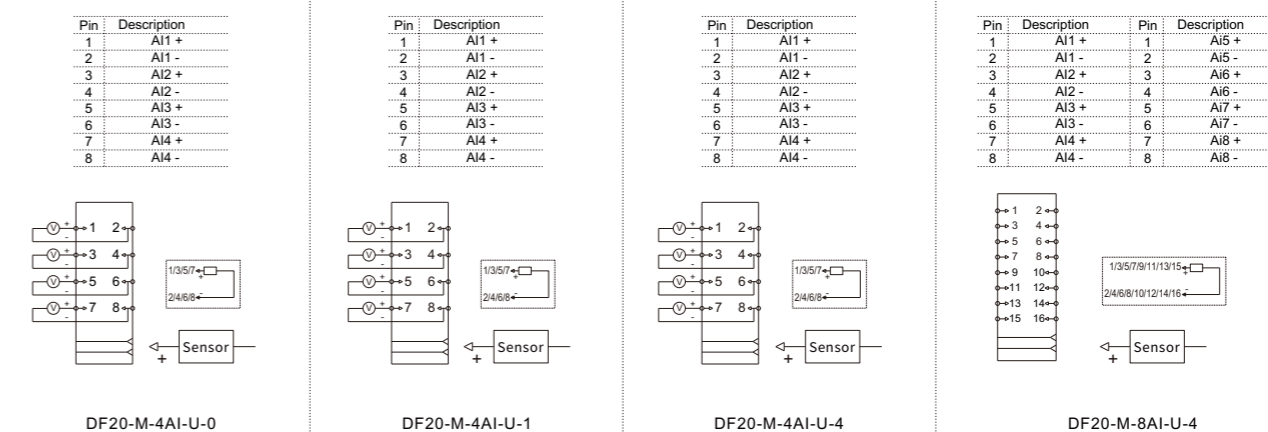 Pin Description
1 AI1 +
2 AI1 -
3 AI2 +
4 AI2 -
5 AI3 +
6 AI3 -
7 AI4 +
8 AI4 -
+ 1 2
-
+ 3 4
-
+ 5 6
-
+ 7 8
-
1/3/5/7
+
-
2/4/6/8
Sensor
+
DF20-M-4AI-U-0
Pin Description
1 AI1 +
2 AI1 -
3 AI2 +
4 AI2 -
5 AI3 +
6 AI3 -
7 AI4 +
8 AI4 -
V + 1 2
-
V + 3 4
-
V + 5 6
-
V + 7 8
-
1/3/5/7
+
-
2/4/6/8
Sensor
+
DF20-M-4AI-U-1
Pin Description
1 AI1 +
2 AI1 -
3 AI2 +
4 AI2 -
5 AI3 +
6 AI3 -
7 AI4 +
8 AI4 -
V + 1 2
-
V + 3 4
-
V + 5 6
-
V + 7 8
-
1/3/5/7
+
-
2/4/6/8
Sensor
+
DF20-M-4AI-U-4
Pin Description Pin Description
1 AI1 + 1 Ai5 +
2 AI1 - 2 Ai5 -
3 AI2 + 3 Ai6 +
4 AI2 - 4 Ai6 -
5 AI3 + 5 Ai7 +
6 AI3 - 6 Ai7 -
7 AI4 + 7 Ai8 +
8 AI4 - 8 Ai8 -
1 2
3 4
5 6
7 8
9 10
11 12
13 14
15 16
1/3/5/7/9/11/13/15
+
-
2/4/6/8/10/12/14/16
Sensor
+
DF20-M-8AI-U-4